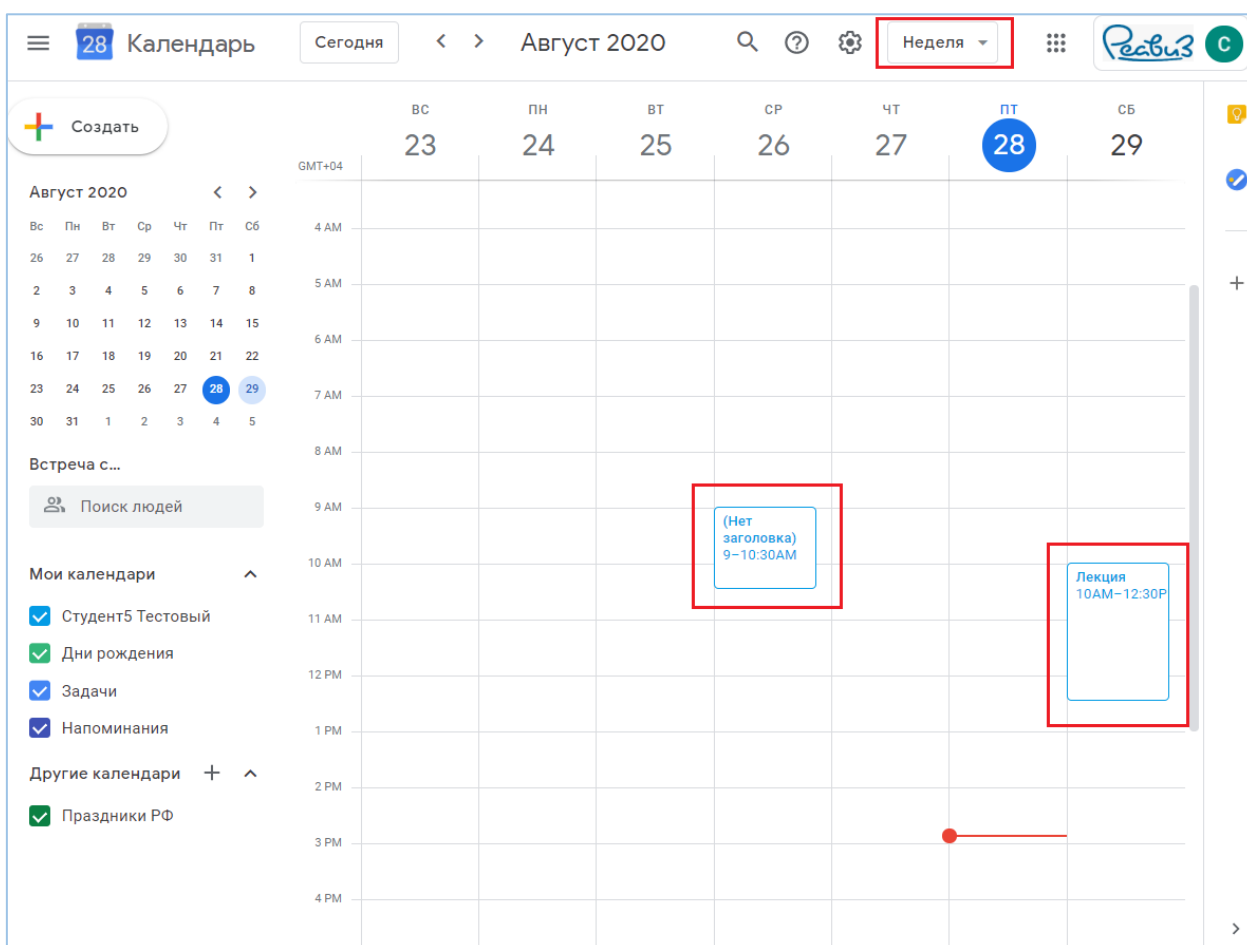 28 Календарь Сегодня Август 2020 Неделя Реавиз С
Создать
ВС ПН ВТ СР ЧТ ПТ СБ
23 24 25 26 27 28 29
GMT+04
Август 2020
Вс Пн Вт Ср Чт Пт Сб
26 27 28 29 30 31 1
2 3 4 5 6 7 8
9 10 11 12 13 14 15
16 17 18 19 20 21 22
23 24 25 26 27 28 29
30 31 1 2 3 4 5
Встреча с...
Поиск людей
Мои календари
Студент5 Тестовый
Дни рождения
Задачи
Напоминания
Другие календари
Праздники РФ
4 AM
5 AM
6 AM
7 AM
8 AM
9 AM
10 AM
11 AM
12 PM
1 PM
2 PM
3 PM
4 PM
(Нет
заголовка)
9–10:30AM
Лекция
10AM–12:30P